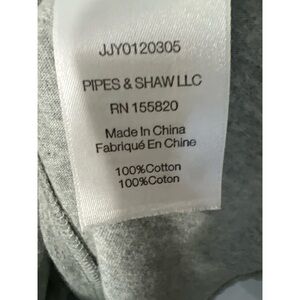 JJY0120305
PIPES & SHAW LLC
RN 155820
Made In China
Fabriqué En Chine
100%Cotton
100%Coton